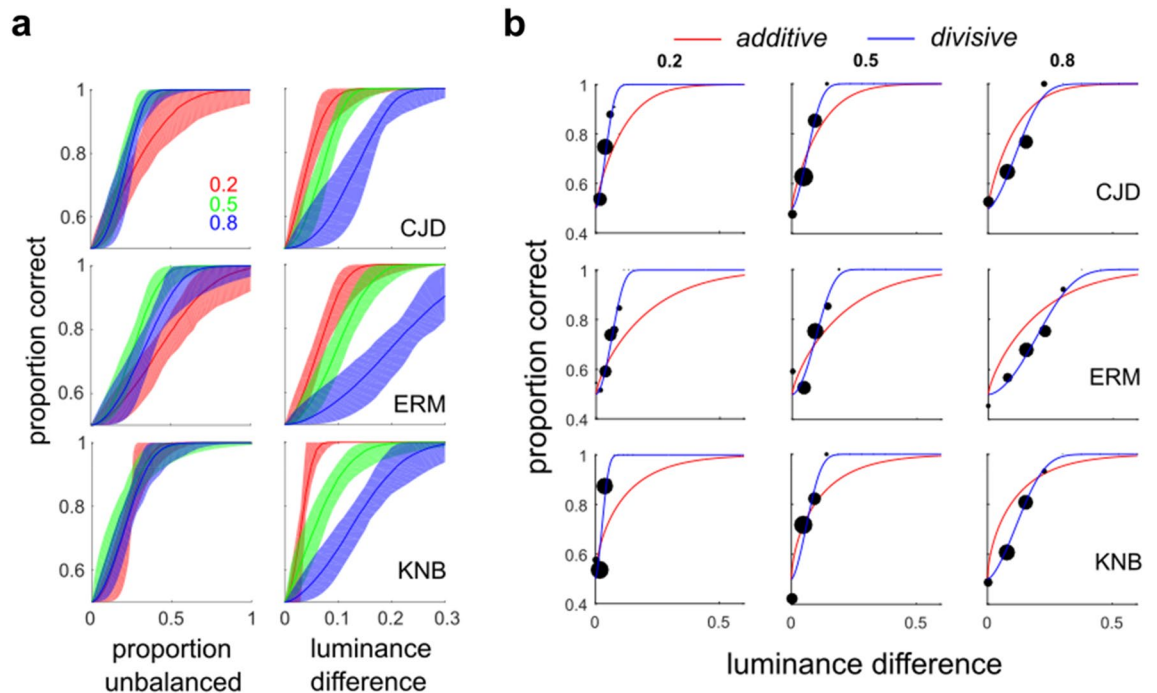 a
b
additive divisive
0.2 0.5 0.8
proportion correct
1
0.8
0.6
0.2
0.5
0.8
CJD
1
0.8
0.6
ERM
1
0.8
0.6
KNB
0 0.5 1
0 0.1 0.2 0.3
proportion
unbalanced
luminance
difference
proportion correct
1
0.8
0.6
0.4
CJD
1
0.8
0.6
0.4
ERM
1
0.8
0.6
0.4
KNB
0 0.5
0 0.5
0 0.5
luminance difference